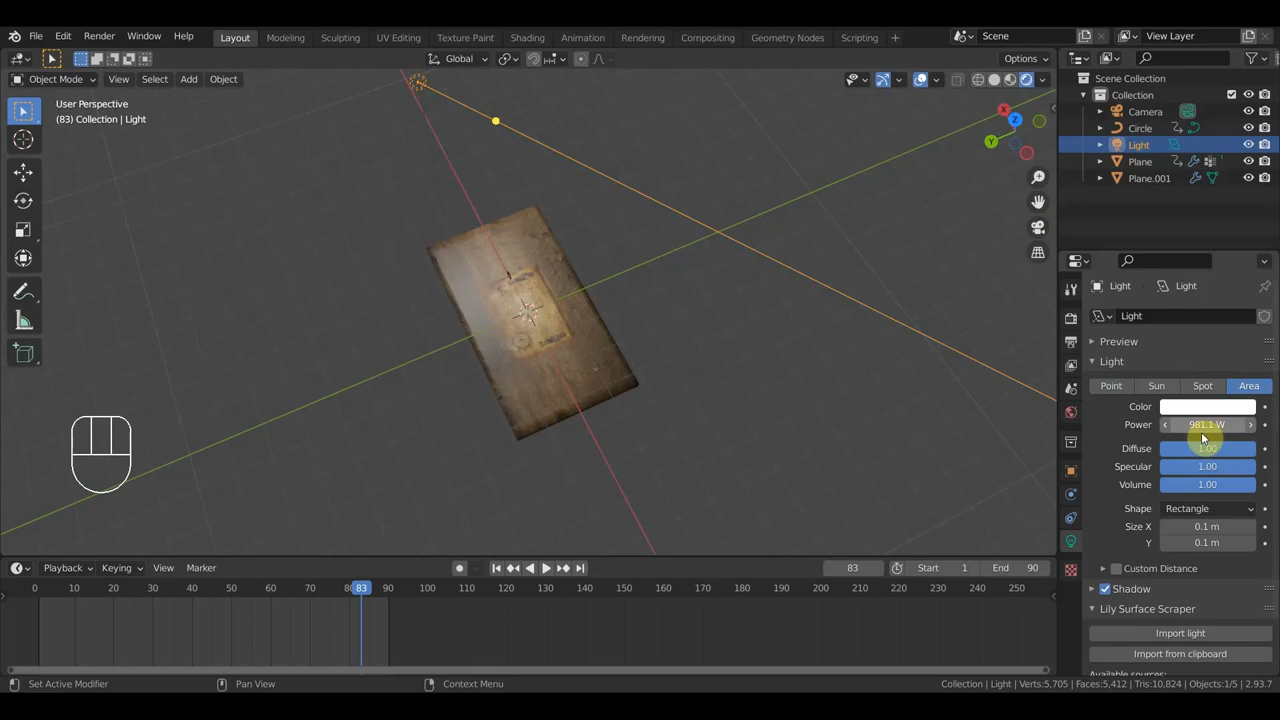 File Edit Render Window Help Layout Modeling Sculpting UV Editing Texture Paint Shading Animation Rendering Compositing Geometry Nodes Scripting + Scene View Layer
Global Options
Object Mode View Select Add Object
User Perspective
(83) Collection | Light
X
Y
Z
Scene Collection
Collection
Camera
Circle
Light
Plane
Plane.001
Light Light
Light
Preview
Light
Point Sun Spot Area
Color
Power 981.1 W
Diffuse 1.00
Specular 1.00
Volume 1.00
Shape Rectangle
Size X 0.1 m
Y 0.1 m
Custom Distance
Shadow
Lily Surface Scraper
Import light
Import from clipboard
Playback Keying View Marker 83 Start 1 End 90
0 10 20 30 40 50 60 70 83 90 100 110 120 130 140 150 160 170 180 190 200 210 220 230 240 250
Set Active Modifier Pan View Context Menu Collection | Light | Verts:5,705 | Faces:5,412 | Tris:10,824 | Objects:1/5 | 2.93.7